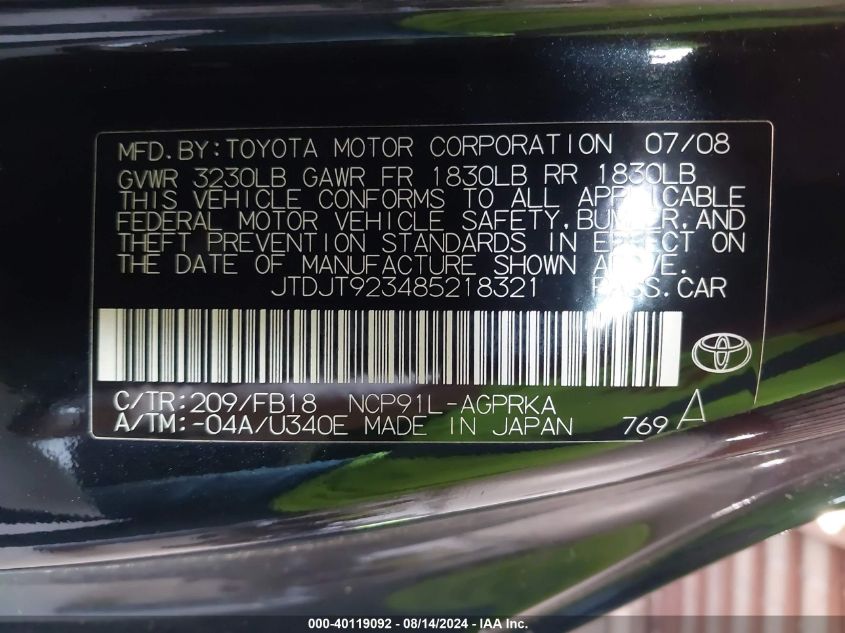 MFD.BY:TOYOTA MOTOR CORPORATION 07/08
GVWR 3230LB GAWR FR 1830LB RR 1830LB
THIS VEHICLE CONFORMS TO ALL APPLICABLE
FEDERAL MOTOR VEHICLE SAFETY,BUMPER,AND
THEFT PREVENTION STANDARDS IN EFFECT ON
THE DATE OF MANUFACTURE SHOWN ABOVE.
JTDJT923485218321 PASS.CAR
C/TR:209/FB18 NCP91L-AGPRKA
A/TM:-04A/U340E MADE IN JAPAN 769 A
000-40119092 - 08/14/2024 - IAA Inc.